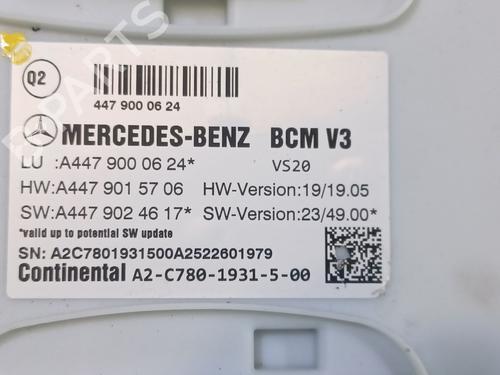 Q2
447 900 06 24
MERCEDES-BENZ BCM V3
LU :A447 900 06 24* VS20
HW:A447 901 57 06 HW-Version:19/19.05
SW:A447 902 46 17* SW-Version:23/49.00*
*valid up to potential SW update
SN: A2C7801931500A2522601979
Continental A2-C780-1931-5-00